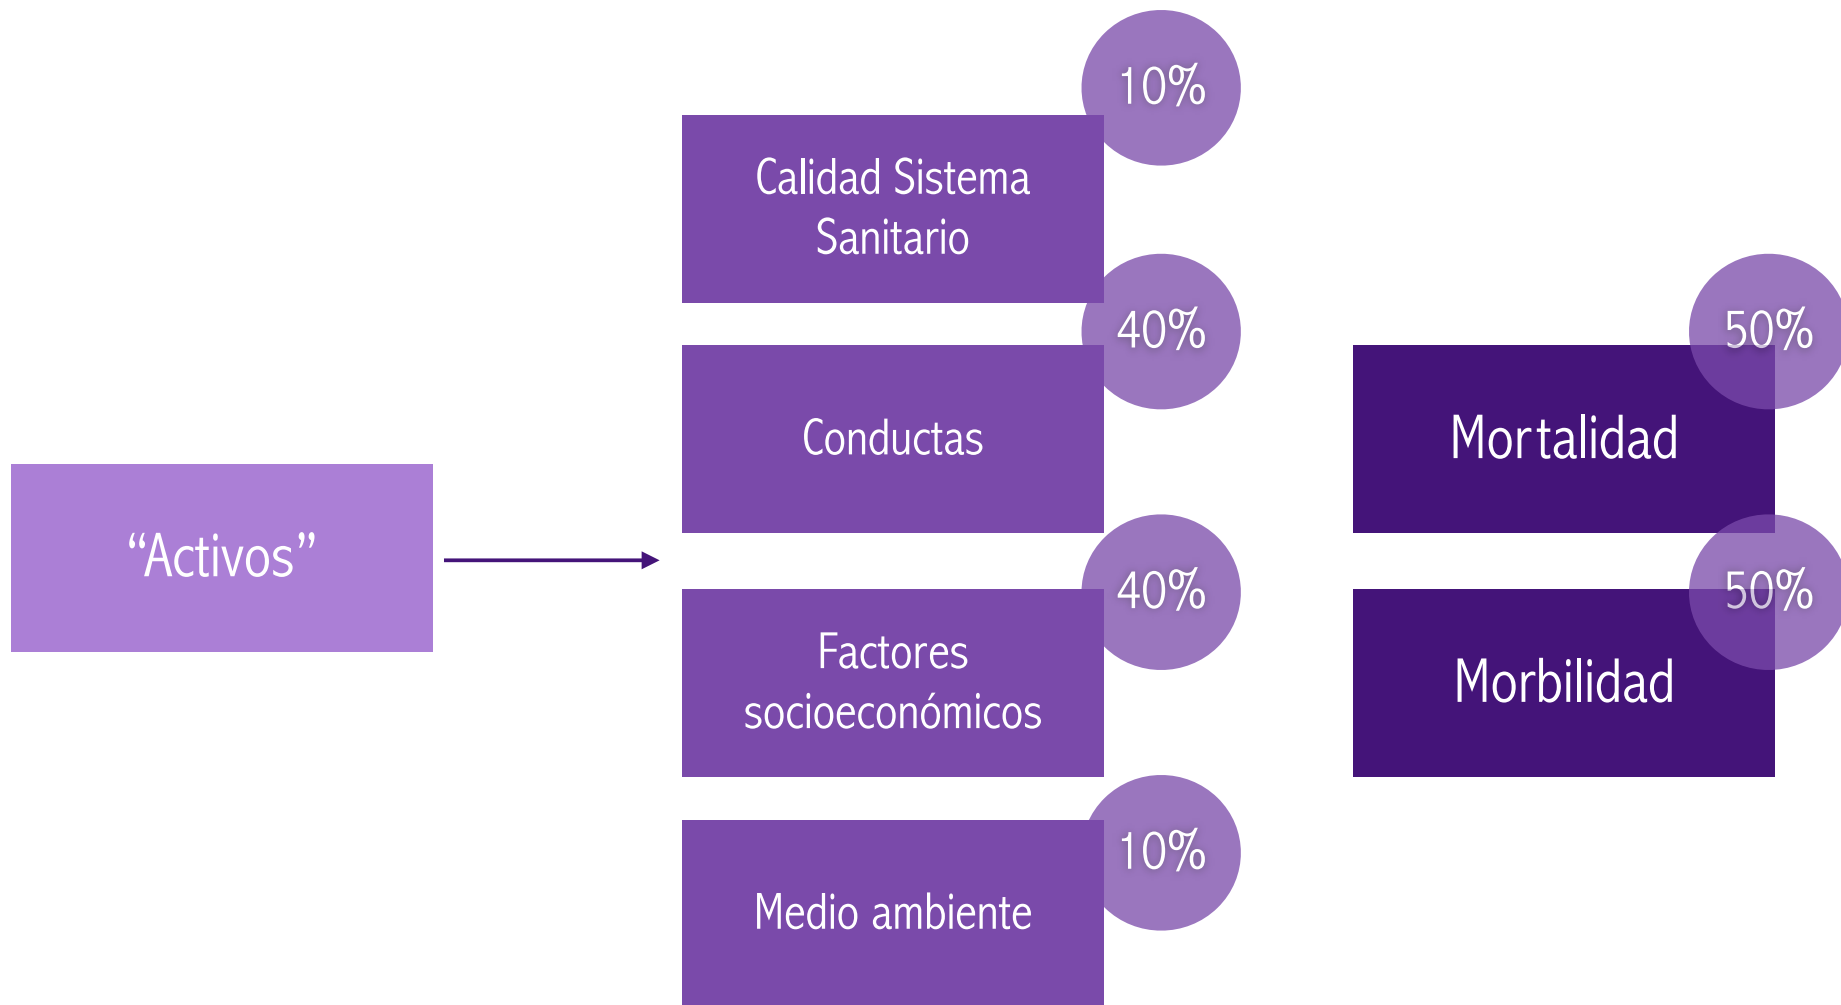 “Activos”
10%
Calidad Sistema
Sanitario
40%
Conductas
40%
Factores
socioeconómicos
10%
Medio ambiente
50%
Mortalidad
50%
Morbilidad